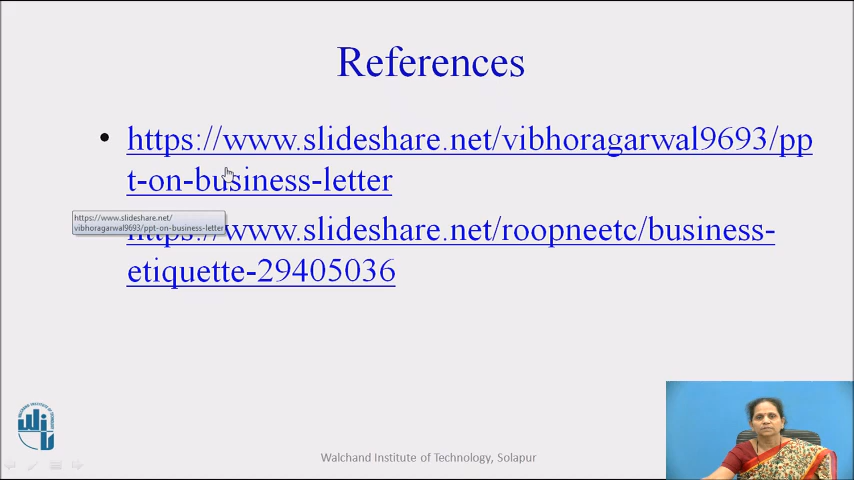 References
• https://www.slideshare.net/vibhoragarwal9693/pp
t-on-business-letter
https://www.slideshare.net/
vibhoragarwal9693/ppt-on-business-letter
https://www.slideshare.net/roopneetc/business-
etiquette-29405036
Walchand Institute of Technology, Solapur